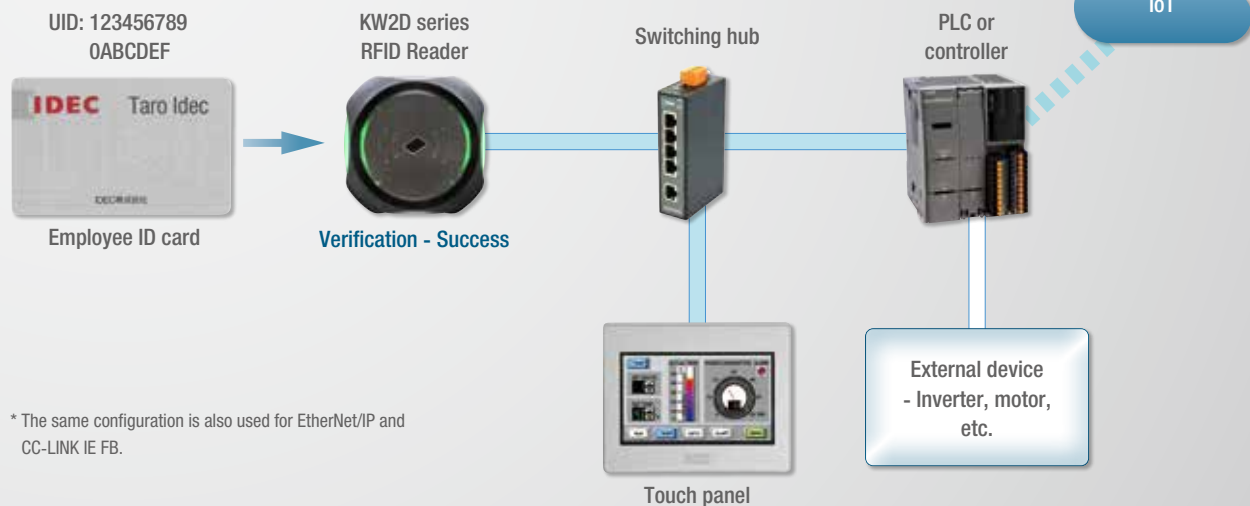 IoT
UID: 123456789
0ABCDEF
KW2D series
RFID Reader
Switching hub
PLC or
controller
IDEC Taro Idec
Employee ID card
Verification - Success
External device
- Inverter, motor,
etc.
* The same configuration is also used for EtherNet/IP and
CC-LINK IE FB.
Touch panel